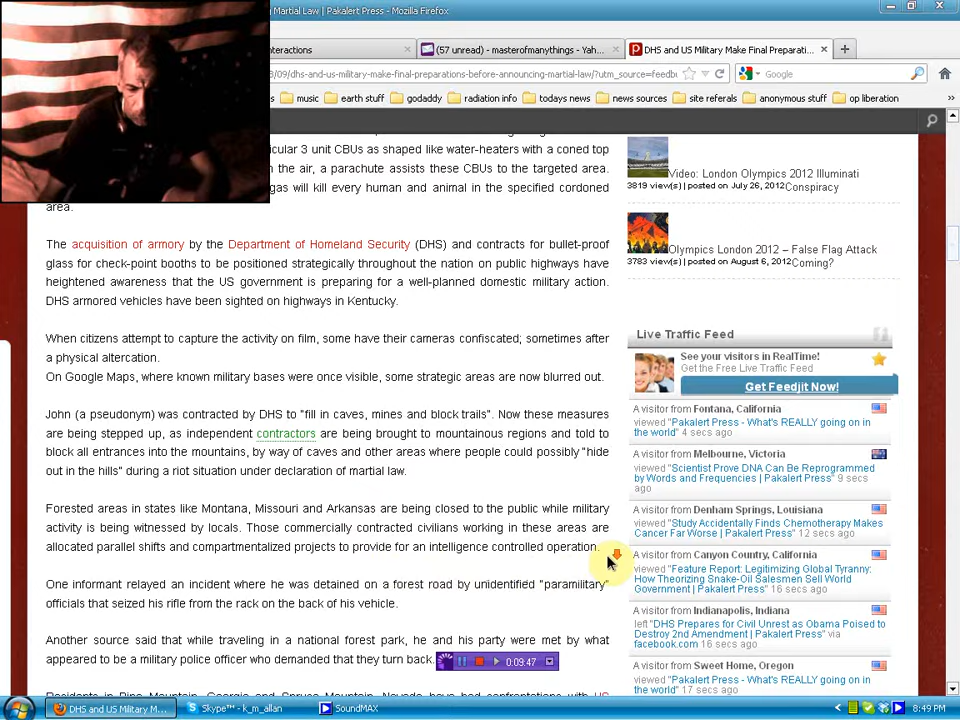 g Martial Law | Pakalert Press - Mozilla Firefox
nteractions
(57 unread) - masterofmanythings - Yah...
DHS and US Military Make Final Preparati...
3/09/dhs-and-us-military-make-final-preparations-before-announcing-martial-law/?utm_source=feedb
Google
music
earth stuff
godaddy
radiation info
todays news
news sources
site referals
anonymous stuff
op liberation
icular 3 unit CBUs as shaped like water-heaters with a coned top
the air, a parachute assists these CBUs to the targeted area.
gas will kill every human and animal in the specified cordoned
area.
The acquisition of armory by the Department of Homeland Security (DHS) and contracts for bullet-proof
glass for check-point booths to be positioned strategically throughout the nation on public highways have
heightened awareness that the US government is preparing for a well-planned domestic military action.
DHS armored vehicles have been sighted on highways in Kentucky.
When citizens attempt to capture the activity on film, some have their cameras confiscated; sometimes after
a physical altercation.
On Google Maps, where known military bases were once visible, some strategic areas are now blurred out.
John (a pseudonym) was contracted by DHS to "fill in caves, mines and block trails". Now these measures
are being stepped up, as independent contractors are being brought to mountainous regions and told to
block all entrances into the mountains, by way of caves and other areas where people could possibly "hide
out in the hills" during a riot situation under declaration of martial law.
Forested areas in states like Montana, Missouri and Arkansas are being closed to the public while military
activity is being witnessed by locals. Those commercially contracted civilians working in these areas are
allocated parallel shifts and compartmentalized projects to provide for an intelligence controlled operation.
One informant relayed an incident where he was detained on a forest road by unidentified "paramilitary"
officials that seized his rifle from the rack on the back of his vehicle.
Another source said that while traveling in a national forest park, he and his party were met by what
appeared to be a military police officer who demanded that they turn back.
0:09:47
Residents in Pine Mountain, Georgia and Spruce Mountain, Nevada have had confrontations with US
Video: London Olympics 2012 Illuminati
3819 view(s) | posted on July 26, 2012 Conspiracy
Olympics London 2012 – False Flag Attack
3783 view(s) | posted on August 6, 2012 Coming?
Live Traffic Feed
See your visitors in RealTime!
Get the Free Live Traffic Feed
Get Feedjit Now!
A visitor from Fontana, California
viewed "Pakalert Press - What's REALLY going on in
the world" 4 secs ago
A visitor from Melbourne, Victoria
viewed "Scientist Prove DNA Can Be Reprogrammed
by Words and Frequencies | Pakalert Press" 9 secs
ago
A visitor from Denham Springs, Louisiana
viewed "Study Accidentally Finds Chemotherapy Makes
Cancer Far Worse | Pakalert Press" 12 secs ago
A visitor from Canyon Country, California
viewed "Feature Report: Legitimizing Global Tyranny:
How Theorizing Snake-Oil Salesmen Sell World
Government | Pakalert Press" 16 secs ago
A visitor from Indianapolis, Indiana
left "DHS Prepares for Civil Unrest as Obama Poised to
Destroy 2nd Amendment | Pakalert Press" via
facebook.com 16 secs ago
A visitor from Sweet Home, Oregon
viewed "Pakalert Press - What's REALLY going on in
the world" 17 secs ago
DHS and US Military M...
Skype™ - k_m_allan
SoundMAX
8:49 PM